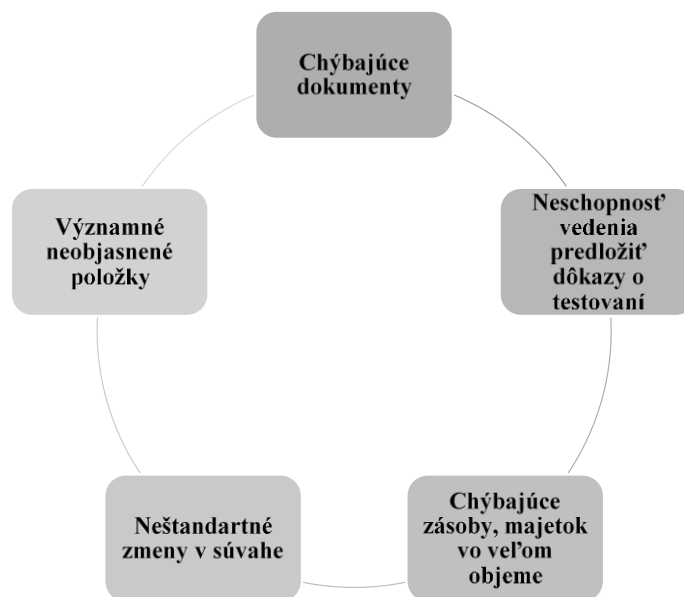 Chýbajúce
dokumenty
Neschopnosť
vedenia
predložiť
dôkazy o
testovaní
Chýbajúce
zásoby, majetok
vo veľom
objeme
Neštandartné
zmeny v súvahe
Významné
neobjasnené
položky